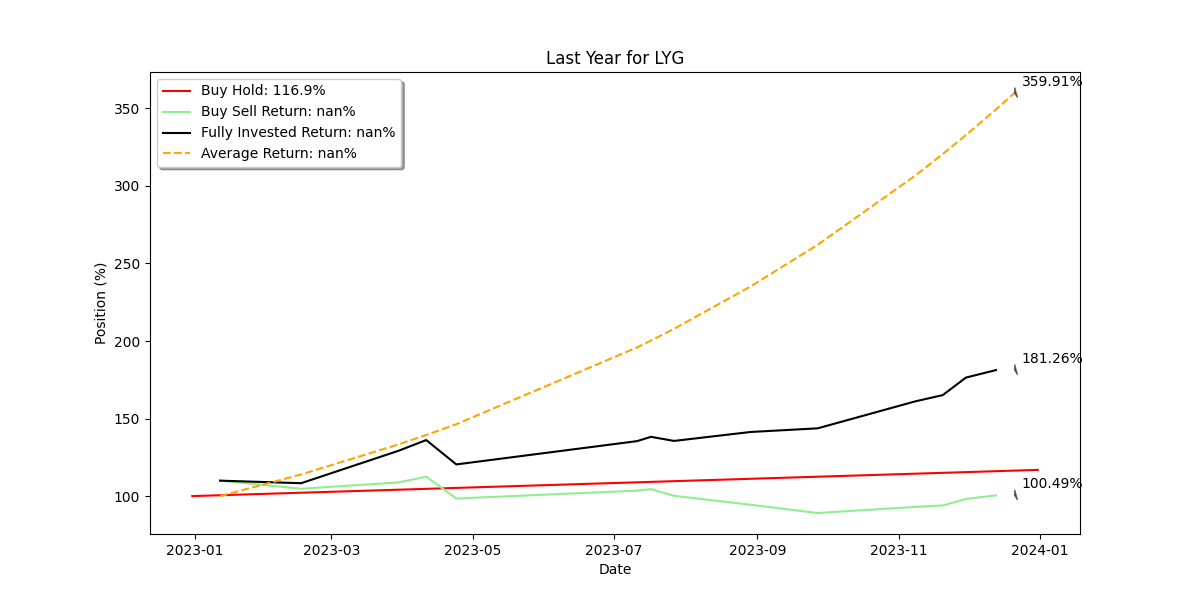 Last Year for LYG
Buy Hold: 116.9%
Buy Sell Return: nan%
Fully Invested Return: nan%
Average Return: nan%
359.91%
181.26%
100.49%
350
300
250
200
150
100
Position (%)
2023-01 2023-03 2023-05 2023-07 2023-09 2023-11 2024-01
Date